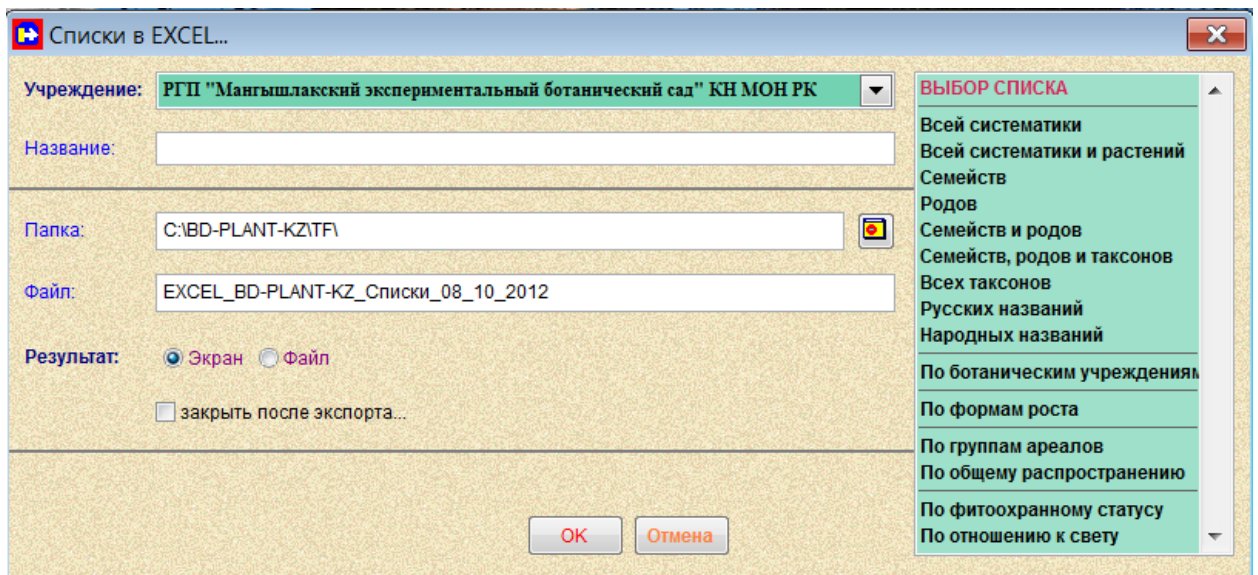 Списки в EXCEL...
Учреждение:
РГП "Мангышлакский экспериментальный ботанический сад" КН МОН РК
Название:
Папка:
C:\BD-PLANT-KZ\TF\
Файл:
EXCEL_BD-PLANT-KZ_Списки_08_10_2012
Результат:
Экран Файл
закрыть после экспорта...
OK Отмена
ВЫБОР СПИСКА
Всей систематики
Всей систематики и растений
Семейств
Родов
Семейств и родов
Семейств, родов и таксонов
Всех таксонов
Русских названий
Народных названий
По ботаническим учреждениям
По формам роста
По группам ареалов
По общему распространению
По фитоохранному статусу
По отношению к свету